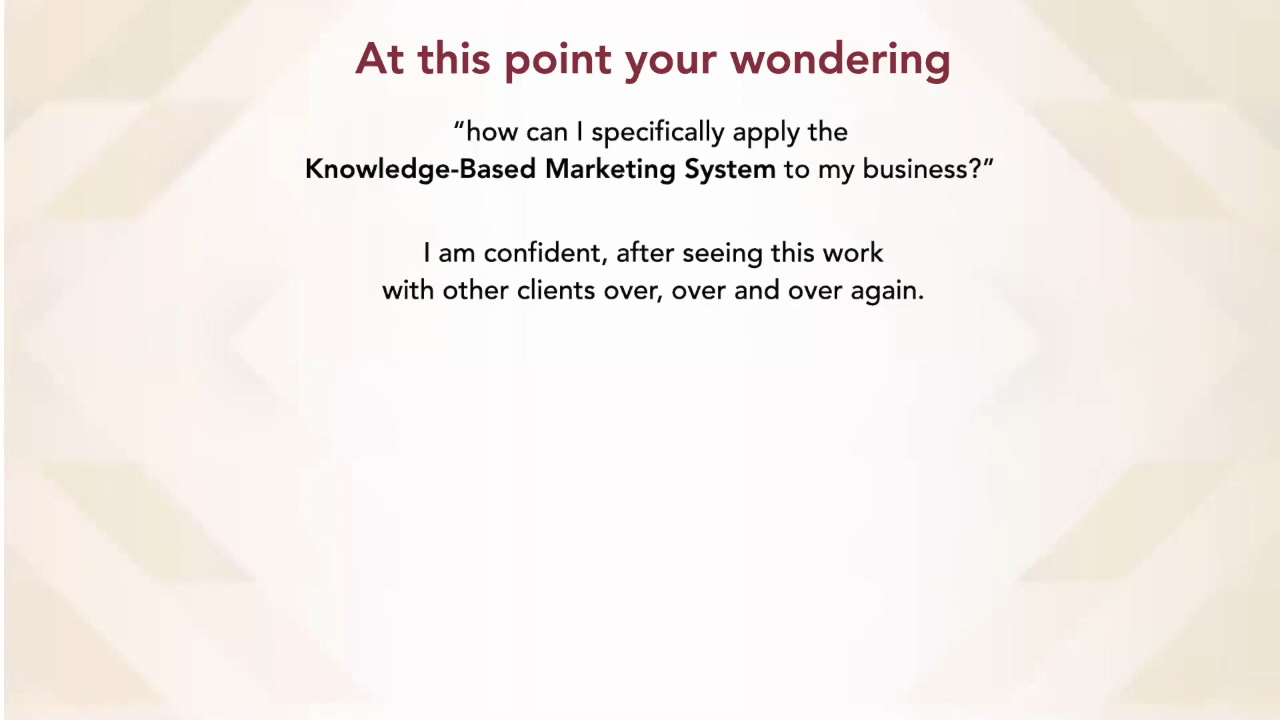 At this point your wondering
“how can I specifically apply the
Knowledge-Based Marketing System to my business?”
I am confident, after seeing this work
with other clients over, over and over again.